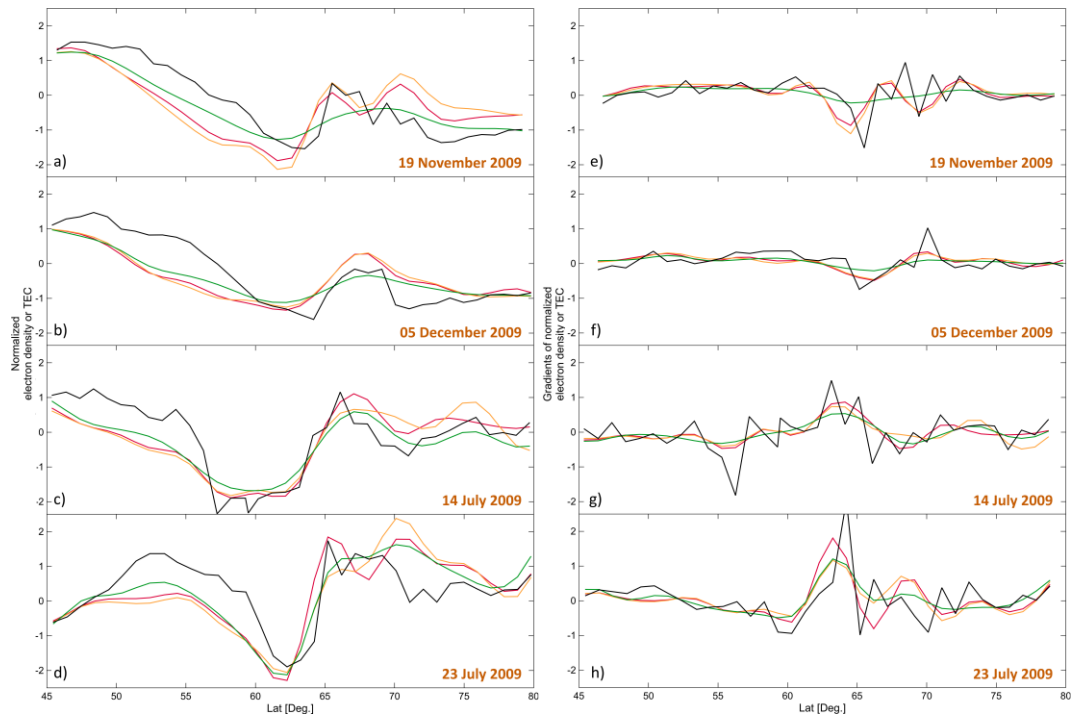 Normalized
electron density or TEC
2
1
0
-1
-2
a)
19 November 2009
2
1
0
-1
-2
b)
05 December 2009
2
1
0
-1
-2
c)
14 July 2009
2
1
0
-1
-2
d)
23 July 2009
45 50 55 60 65 70 75 80
Lat [Deg.]
Gradients of normalized
electron density or TEC
2
1
0
-1
-2
e)
19 November 2009
2
1
0
-1
-2
f)
05 December 2009
2
1
0
-1
-2
g)
14 July 2009
2
1
0
-1
-2
h)
23 July 2009
45 50 55 60 65 70 75 80
Lat [Deg.]